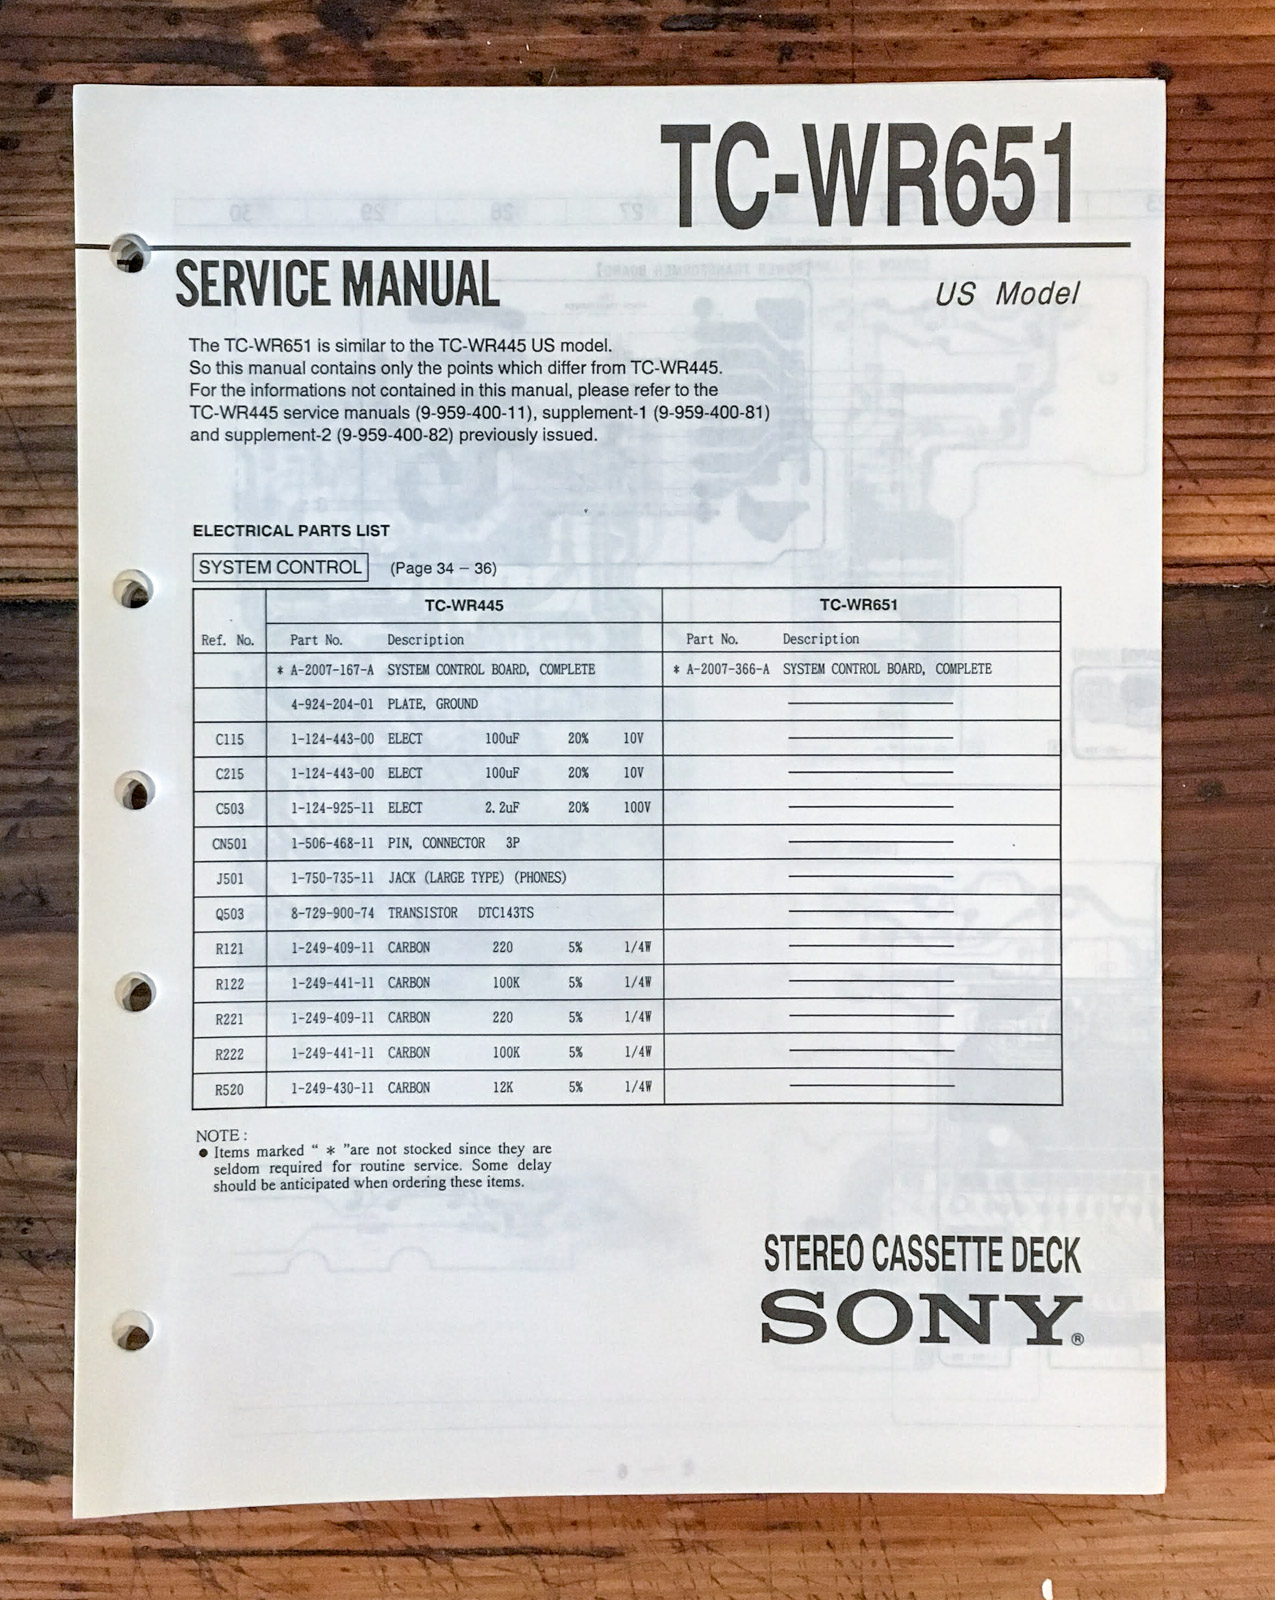 TC-WR651
SERVICE MANUAL
US Model
The TC-WR651 is similar to the TC-WR445 US model.
So this manual contains only the points which differ from TC-WR445.
For the informations not contained in this manual, please refer to the
TC-WR445 service manuals (9-959-400-11), supplement-1 (9-959-400-81)
and supplement-2 (9-959-400-82) previously issued.
ELECTRICAL PARTS LIST
SYSTEM CONTROL (Page 34 – 36)
TC-WR445 TC-WR651
Ref. No. Part No. Description Part No. Description
* A-2007-167-A SYSTEM CONTROL BOARD, COMPLETE * A-2007-366-A SYSTEM CONTROL BOARD, COMPLETE
4-924-204-01 PLATE, GROUND
C115 1-124-443-00 ELECT 100uF 20% 10V
C215 1-124-443-00 ELECT 100uF 20% 10V
C503 1-124-925-11 ELECT 2.2uF 20% 100V
CN501 1-506-468-11 PIN, CONNECTOR 3P
J501 1-750-735-11 JACK (LARGE TYPE) (PHONES)
Q503 8-729-900-74 TRANSISTOR DTC143TS
R121 1-249-409-11 CARBON 220 5% 1/4W
R122 1-249-441-11 CARBON 100K 5% 1/4W
R221 1-249-409-11 CARBON 220 5% 1/4W
R222 1-249-441-11 CARBON 100K 5% 1/4W
R520 1-249-430-11 CARBON 12K 5% 1/4W
NOTE :
● Items marked “ * ”are not stocked since they are
seldom required for routine service. Some delay
should be anticipated when ordering these items.
STEREO CASSETTE DECK
SONY®